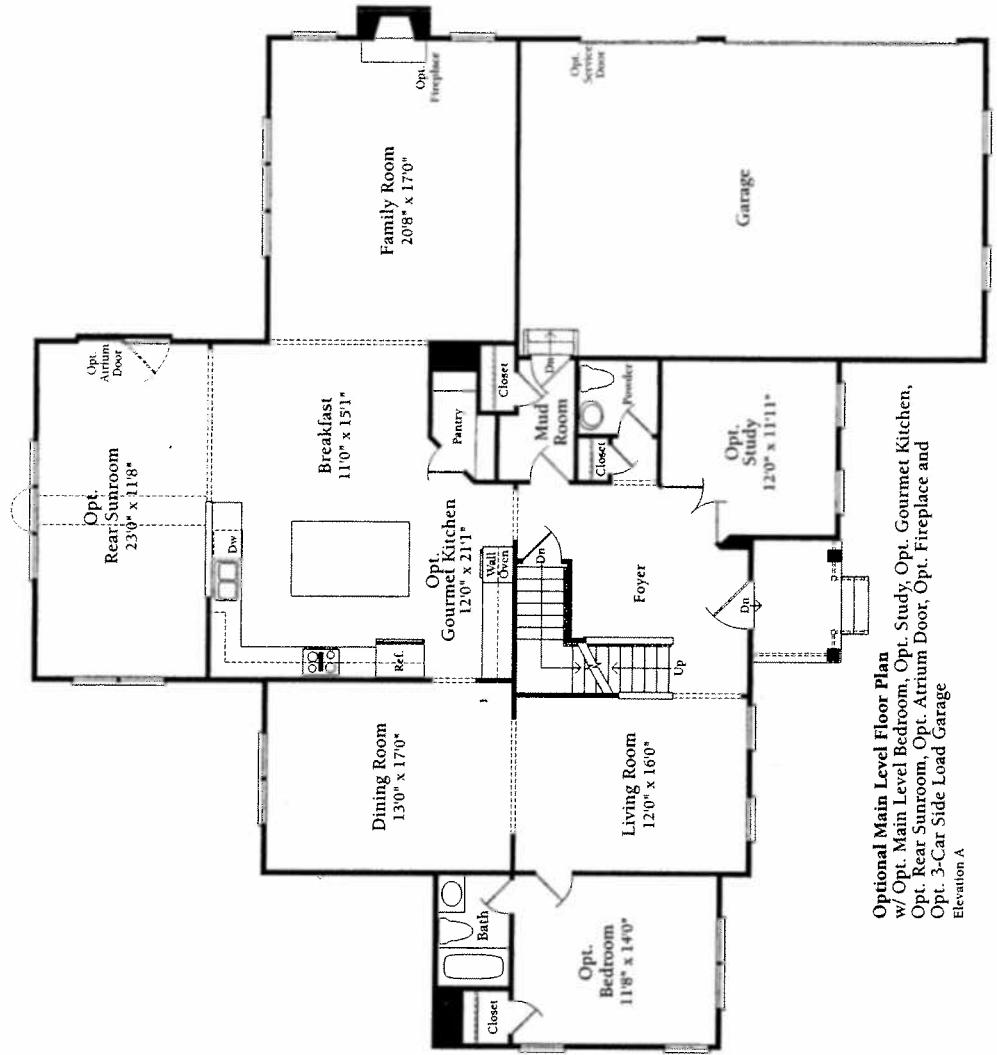 Opt.
Rear Sunroom
23'0" x 11'8"
Opt.
Atrium
Door
Breakfast
11'0" x 15'1"
Family Room
20'8" x 17'0"
Opt.
Fireplace
Dw
Opt.
Gourmet Kitchen
12'0" x 21'1"
Ref.
Wall
Oven
Pantry
Closet
Mud
Room
Dn
Powder
Closet
Opt.
Service
Door
Garage
Dining Room
13'0" x 17'0"
Living Room
12'0" x 16'0"
Dn
Up
Foyer
Dn
Opt.
Study
12'0" x 11'11"
Bath
Closet
Opt.
Bedroom
11'8" x 14'0"
Optional Main Level Floor Plan
w/ Opt. Main Level Bedroom, Opt. Study, Opt. Gourmet Kitchen,
Opt. Rear Sunroom, Opt. Atrium Door, Opt. Fireplace and
Opt. 3-Car Side Load Garage
Elevation A